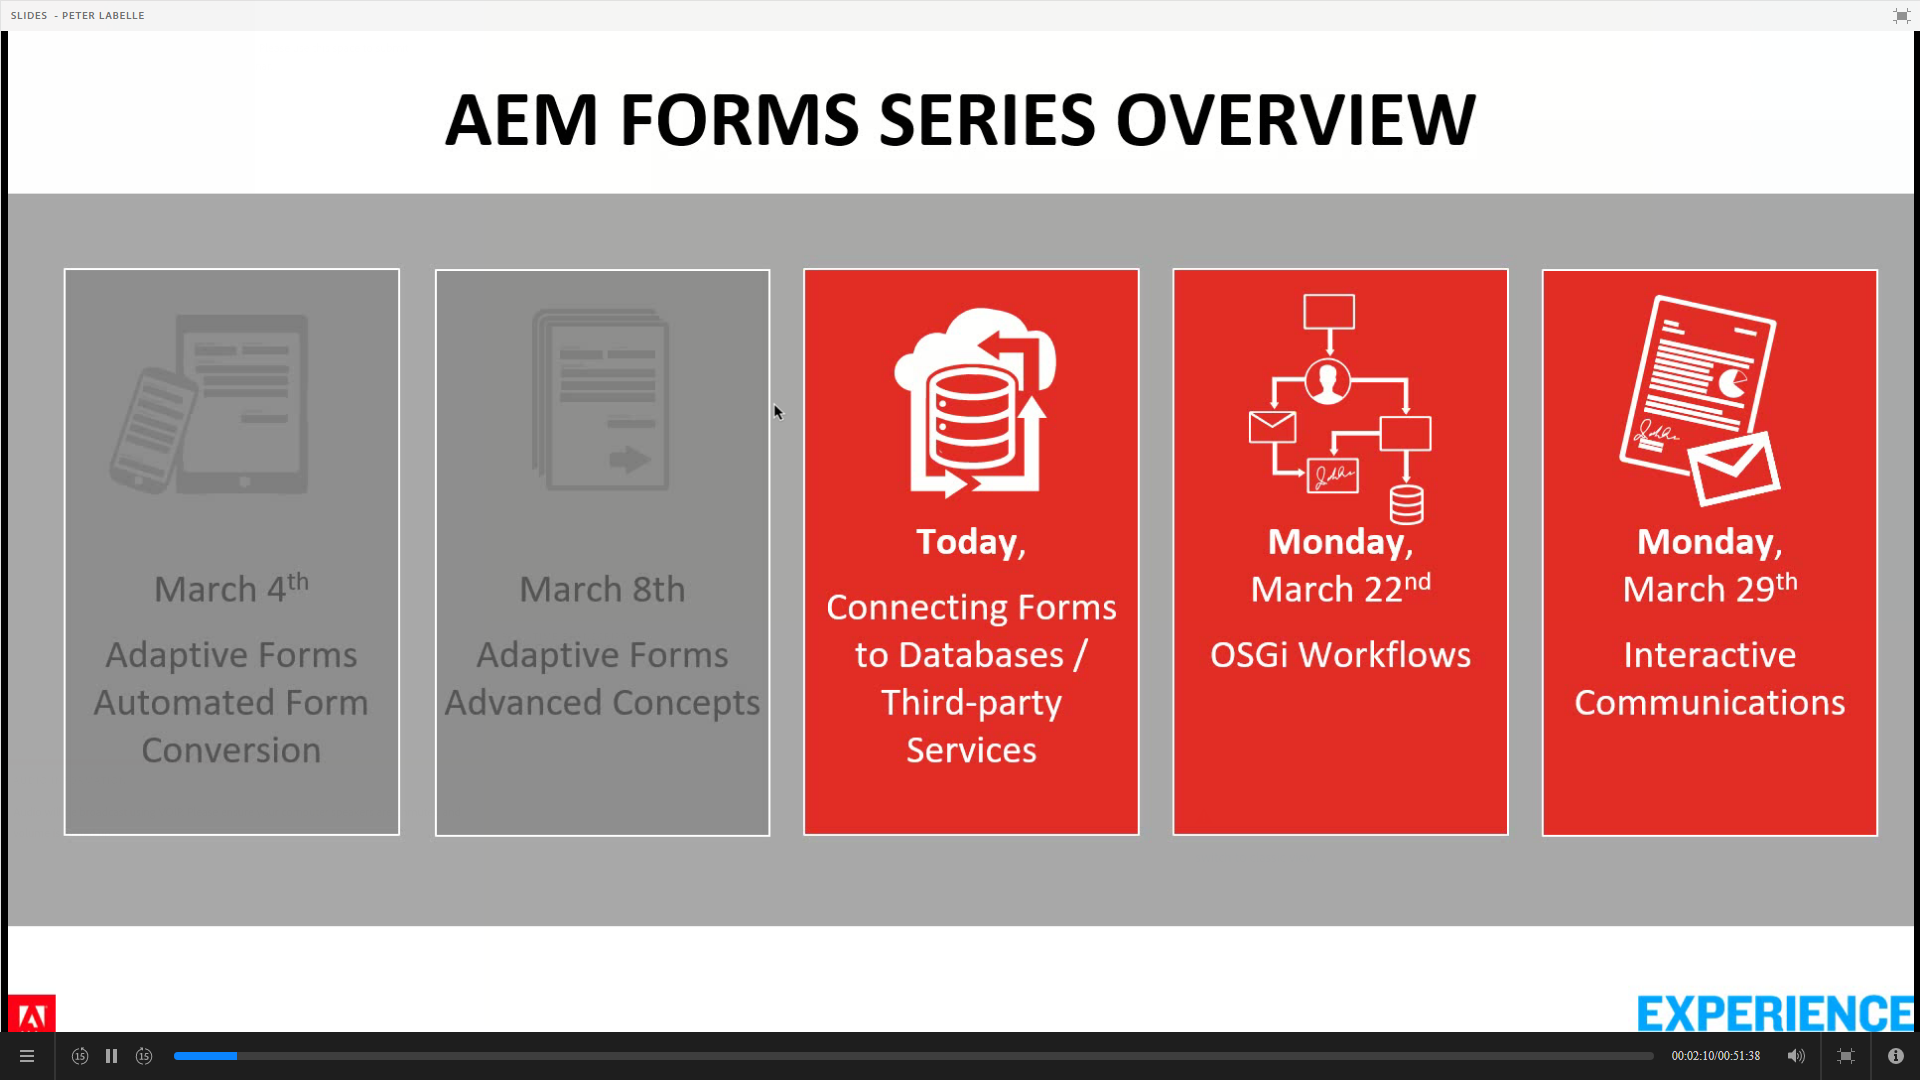 SLIDES - PETER LABELLE
AEM FORMS SERIES OVERVIEW
March 4th
Adaptive Forms
Automated Form
Conversion
March 8th
Adaptive Forms
Advanced Concepts
Today,
Connecting Forms
to Databases /
Third-party
Services
Monday,
March 22nd
OSGi Workflows
Monday,
March 29th
Interactive
Communications
EXPERIENCE
15
15
00:02:10/00:51:38